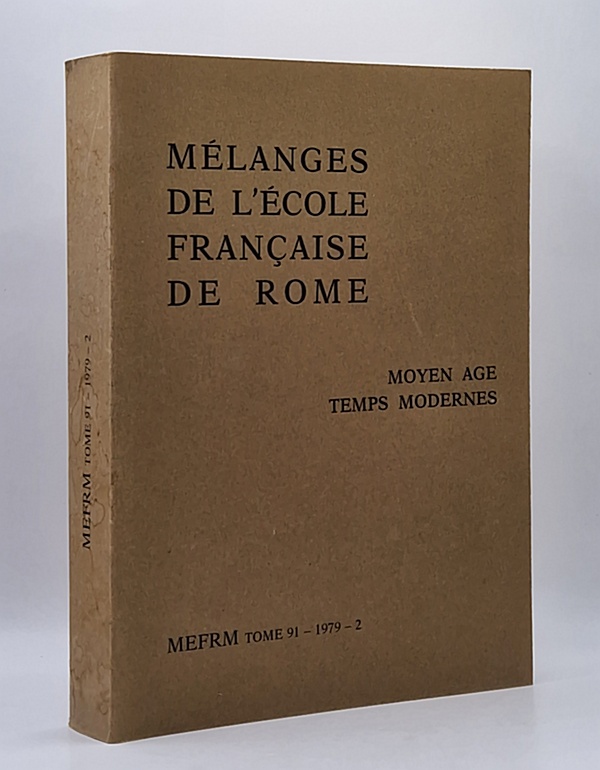 MÉLANGES
DE L'ÉCOLE
FRANÇAISE
DE ROME
MOYEN AGE
TEMPS MODERNES
MEFRM TOME 91 – 1979 – 2
MEFRM TOME 91 – 1979 – 2